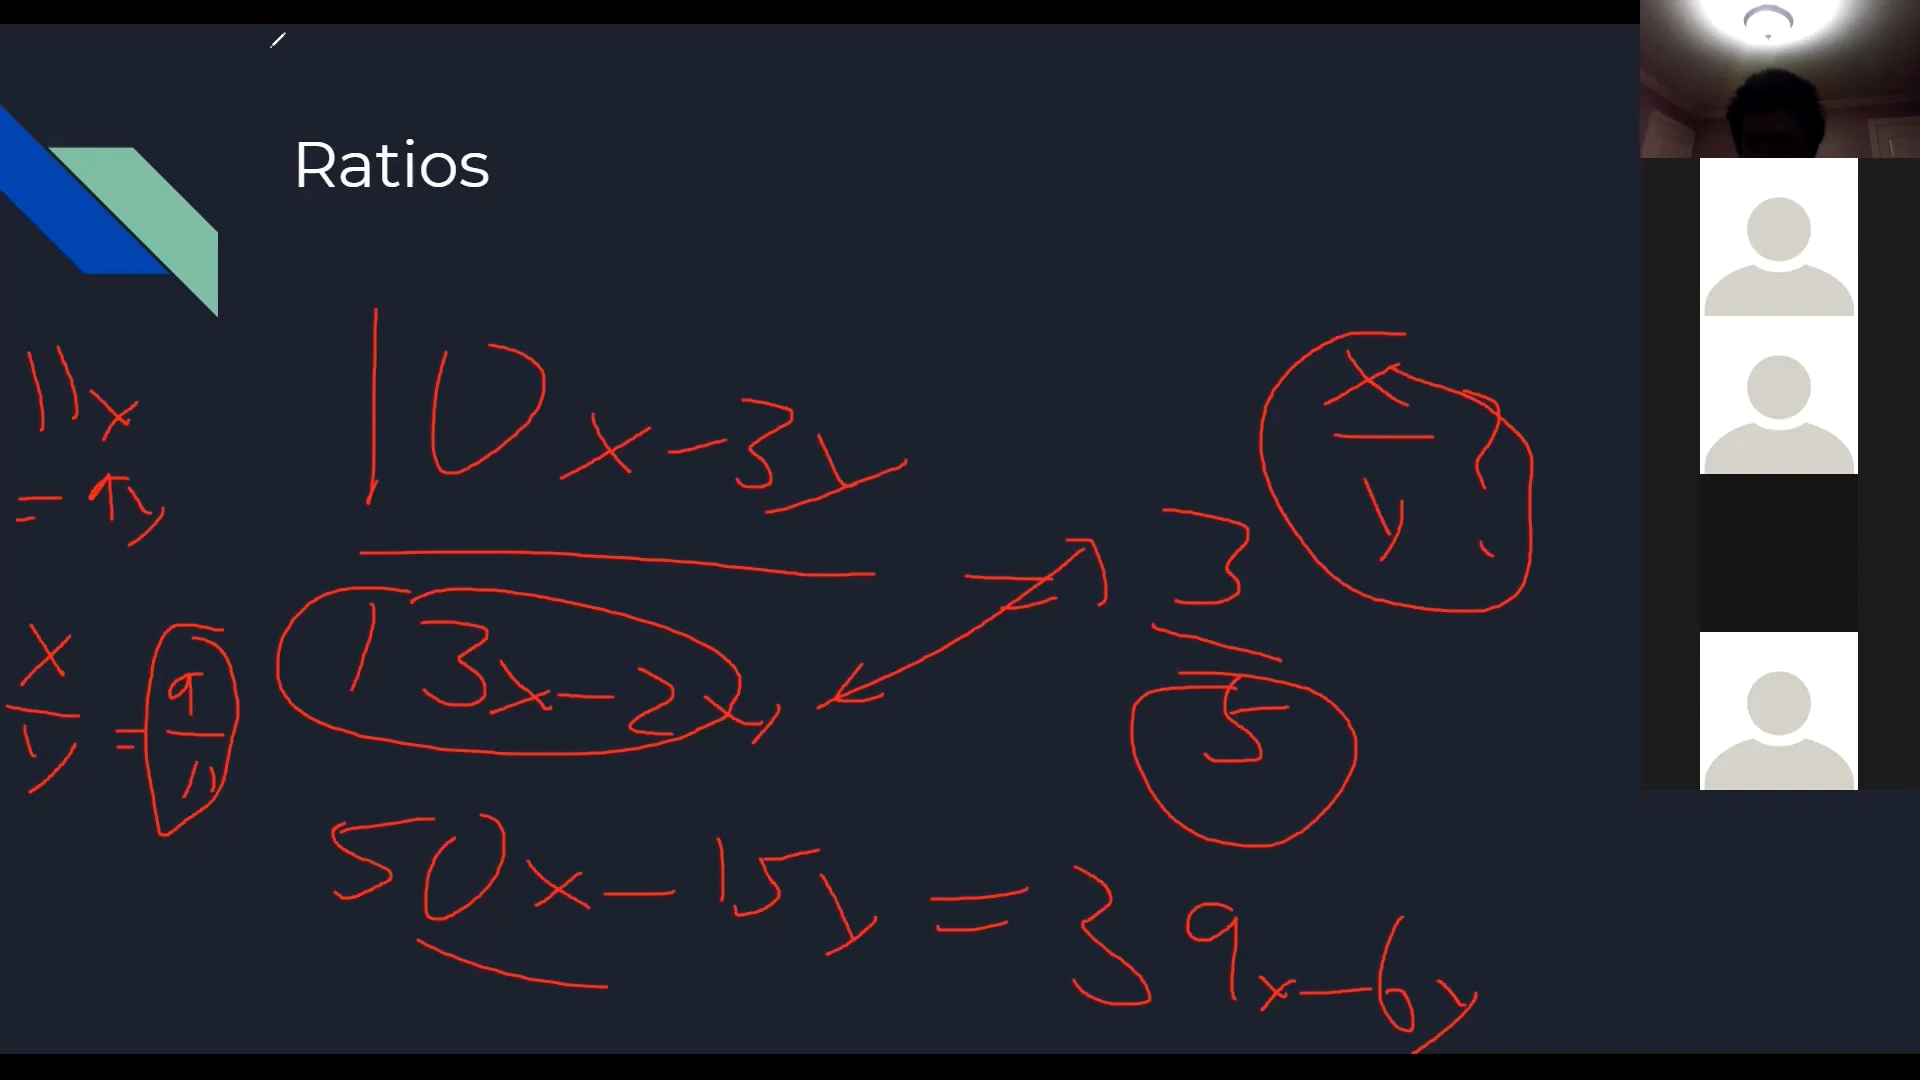 Ratios
10x-3y
13x-2y
=
3
5
x
y
?
50x-15y=39x-6y
11x
=9y
x
y
=
9
11